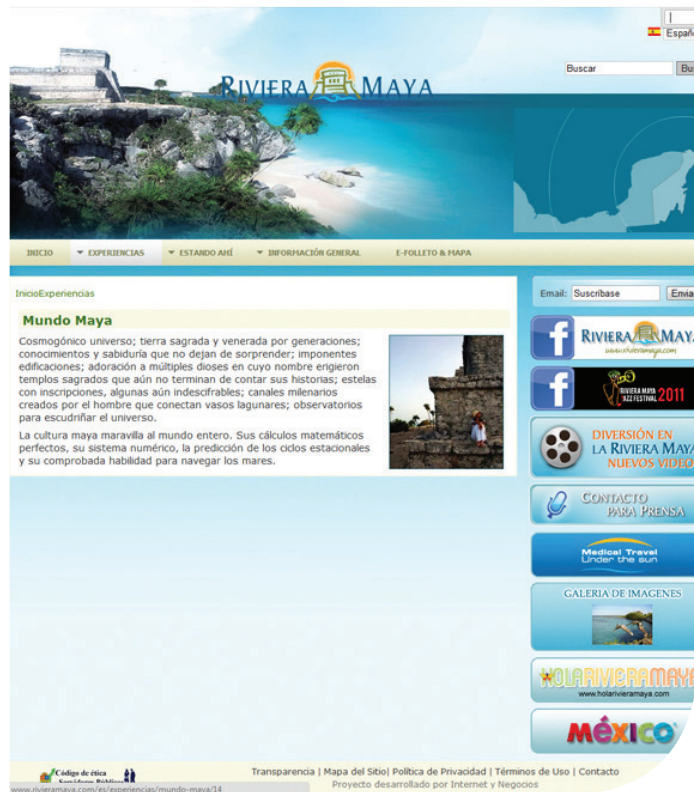 Españo
Buscar
RIVIERA MAYA
INICIO EXPERIENCIAS ESTANDO AHÍ INFORMACIÓN GENERAL E-FOLLETO & MAPA
InicioExperiencias
Mundo Maya
Cosmogónico universo; tierra sagrada y venerada por generaciones;
conocimientos y sabiduría que no dejan de sorprender; imponentes
edificaciones; adoración a múltiples dioses en cuyo nombre erigieron
templos sagrados que aún no terminan de contar sus historias; estelas
con inscripciones, algunas aún indescifrables; canales milenarios
creados por el hombre que conectan vasos lagunares; observatorios
para escudriñar el universo.
La cultura maya maravilla al mundo entero. Sus cálculos matemáticos
perfectos, su sistema numérico, la predicción de los ciclos estacionales
y su comprobada habilidad para navegar los mares.
Email: Suscríbase Envia
RIVIERA MAYA
www.rivieramaya.com
RIVIERA MAYA
JAZZ FESTIVAL 2011
DIVERSIÓN EN
LA RIVIERA MAYA
NUEVOS VIDEO
CONTACTO
PARA PRENSA
Medical Travel
Under the sun
GALERIA DE IMAGENES
HOLARIVIERAMAYA
www.holarivieramaya.com
MÉXICO
Código de ética
Servidores Públicos
Transparencia | Mapa del Sitio| Política de Privacidad | Términos de Uso | Contacto
Proyecto desarrollado por Internet y Negocios
www.rivieramaya.com/es/experiencias/mundo-maya/14